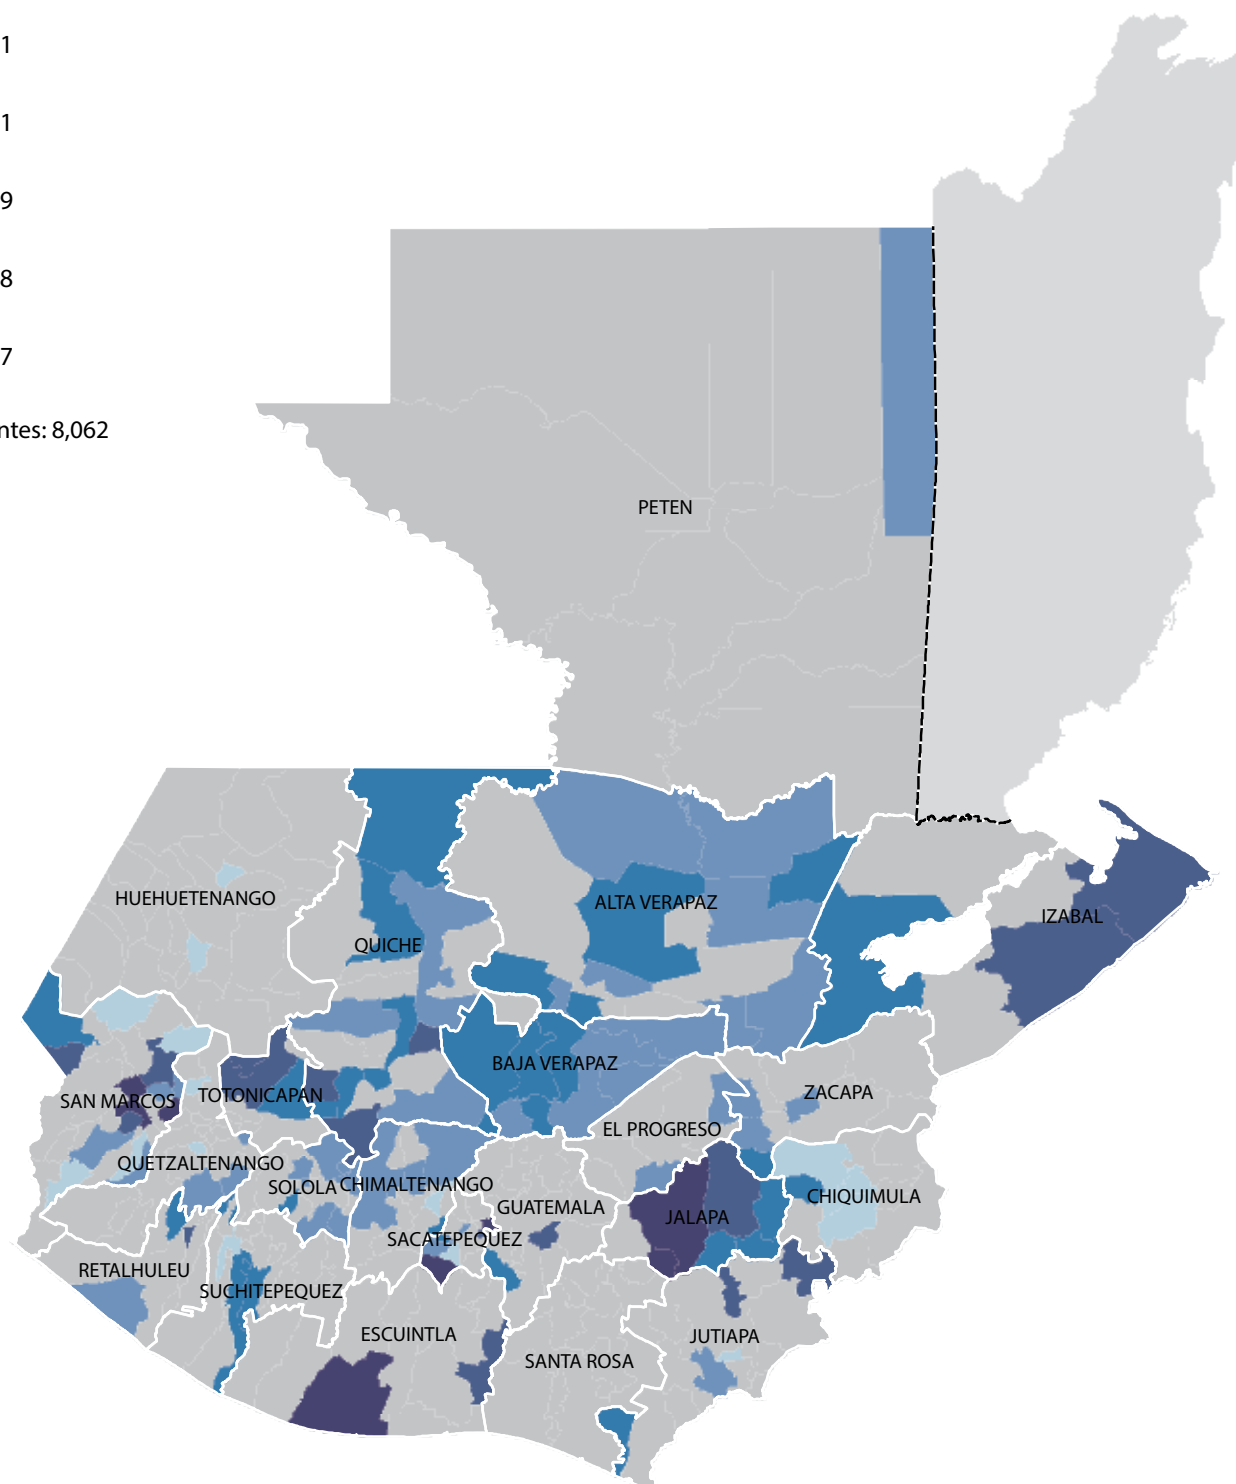 1
1
9
8
7
ntes: 8,062
PETEN
HUEHUETENANGO
ALTA VERAPAZ
IZABAL
QUICHE
BAJA VERAPAZ
ZACAPA
SAN MARCOS
TOTONICAPAN
EL PROGRESO
QUETZALTENANGO
SOLOLA
CHIMALTENANGO
CHIQUIMULA
GUATEMALA
JALAPA
SACATEPEQUEZ
RETALHULEU
SUCHITEPEQUEZ
ESCUINTLA
JUTIAPA
SANTA ROSA